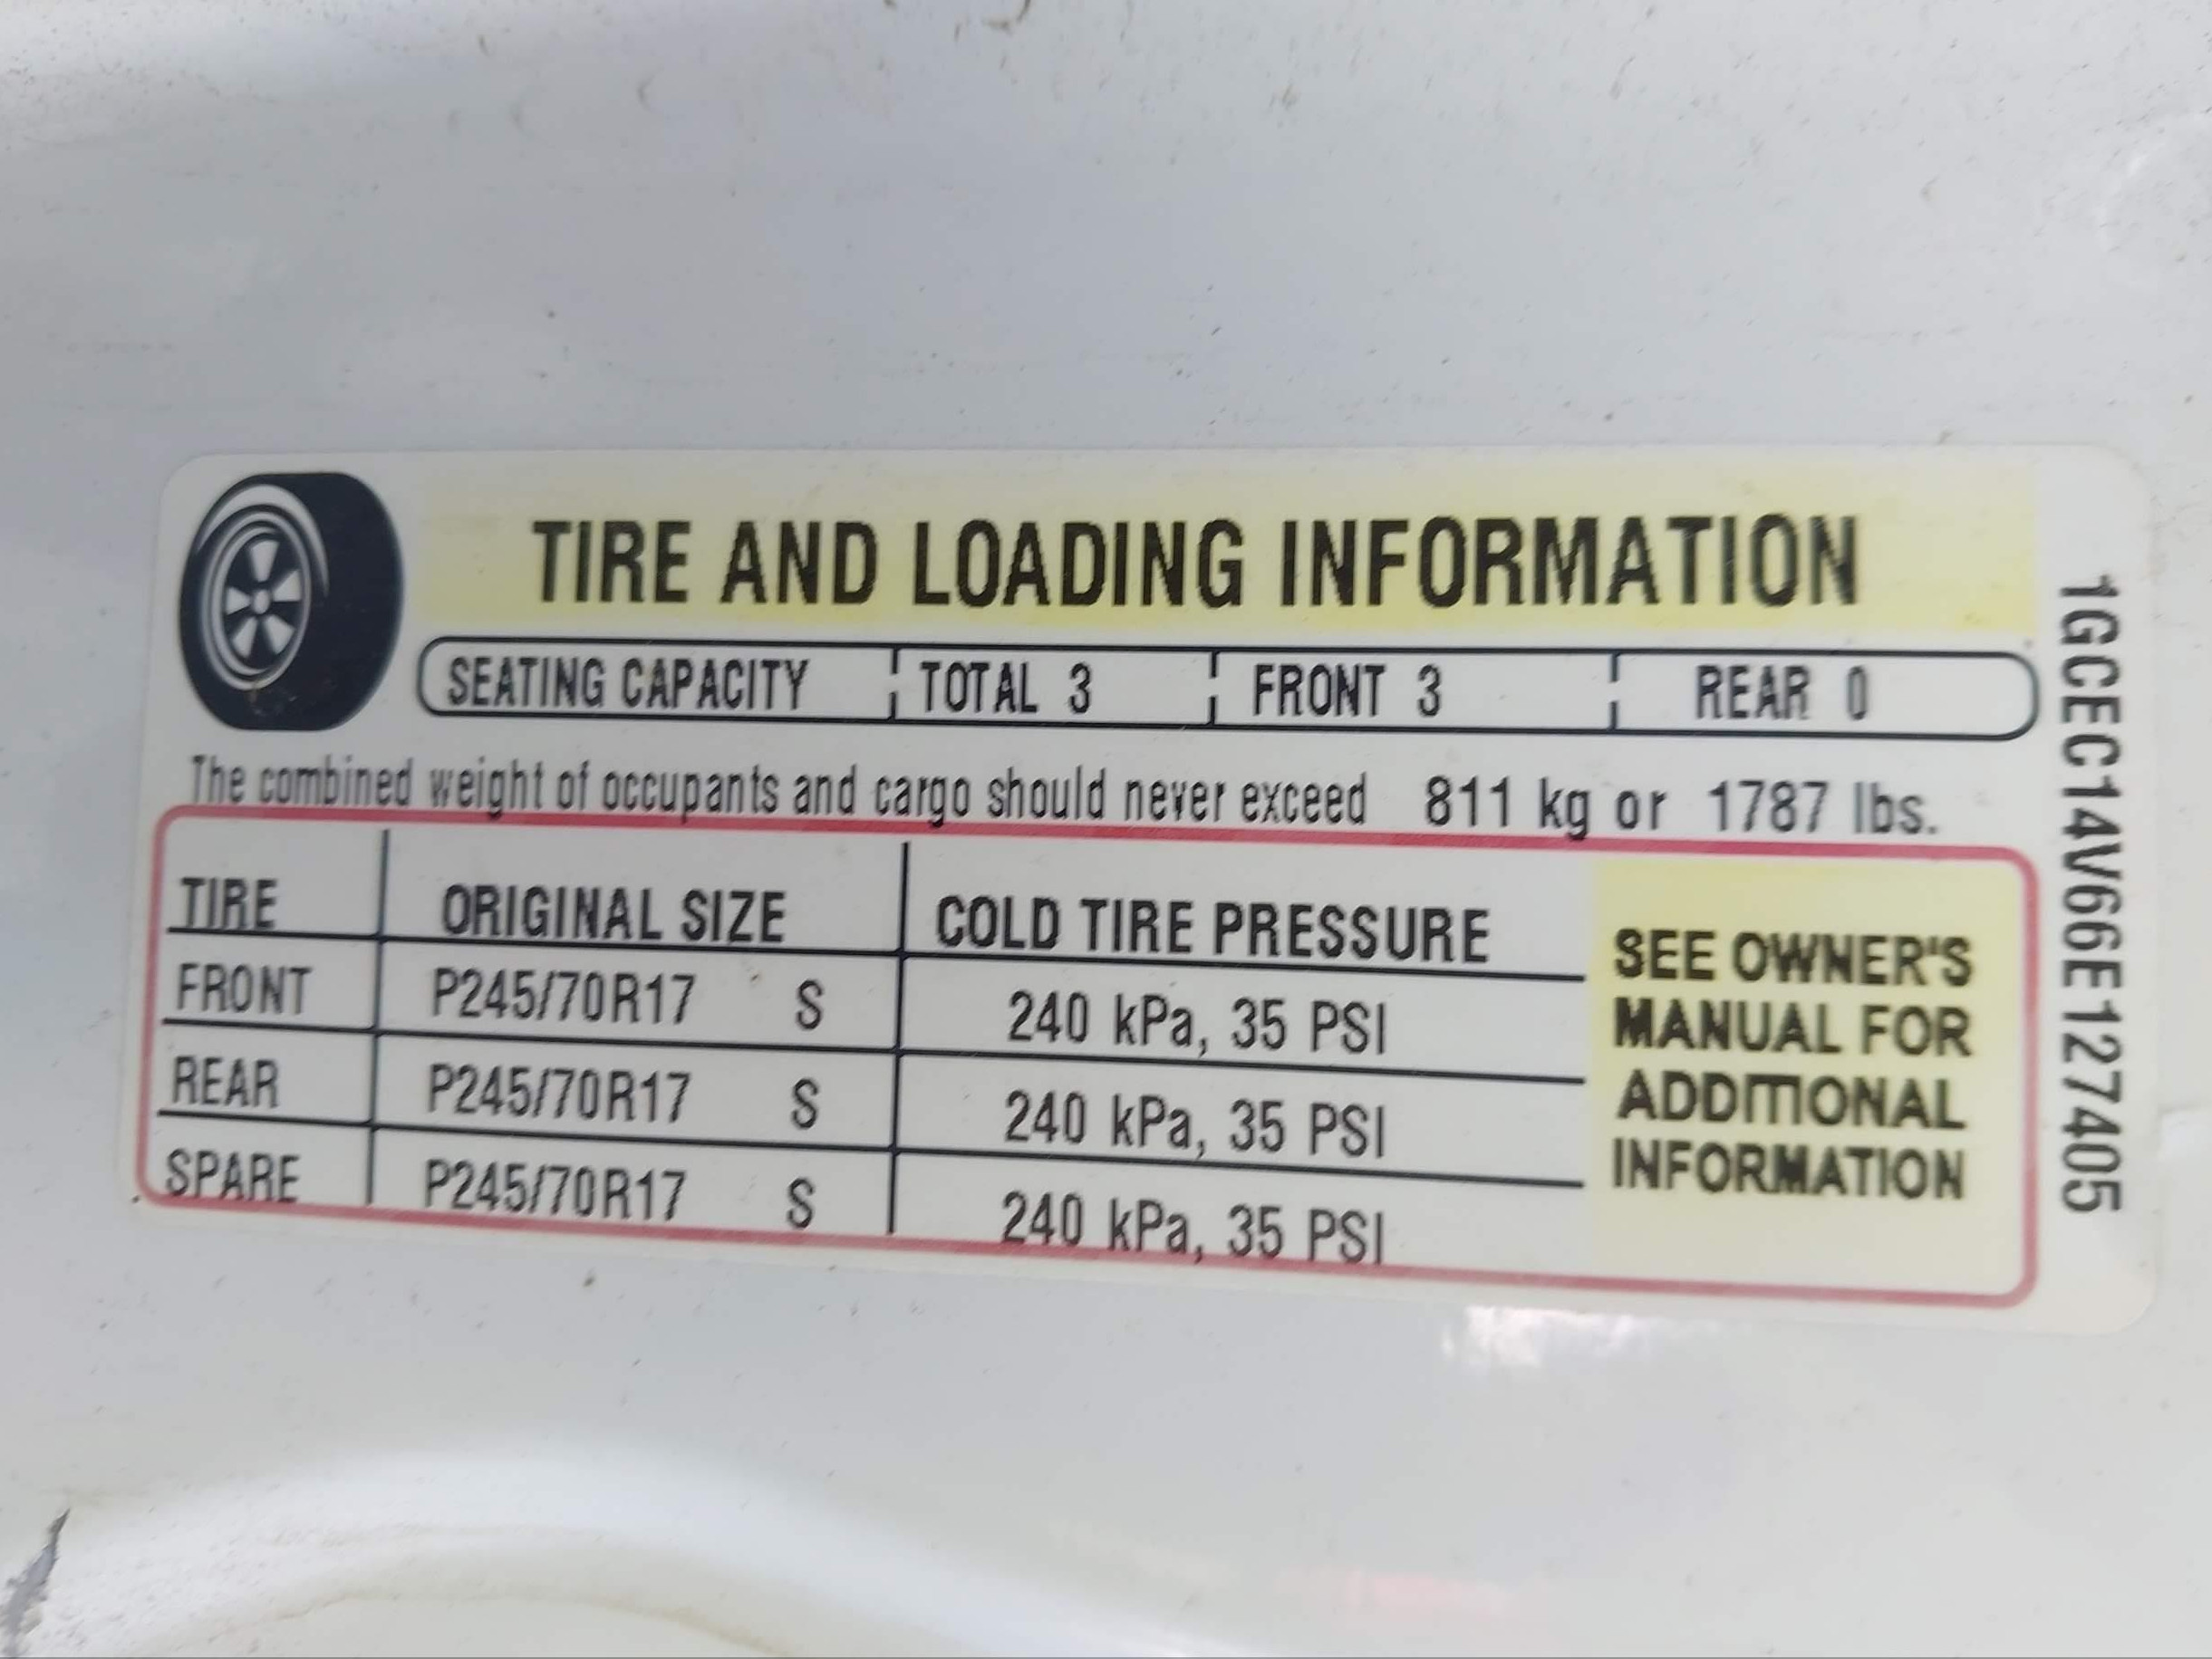 TIRE AND LOADING INFORMATION
SEATING CAPACITY TOTAL 3 FRONT 3 REAR 0
The combined weight of occupants and cargo should never exceed 811 kg or 1787 lbs.
TIRE ORIGINAL SIZE COLD TIRE PRESSURE
FRONT P245/70R17 S 240 kPa, 35 PSI
REAR P245/70R17 S 240 kPa, 35 PSI
SPARE P245/70R17 S 240 kPa, 35 PSI
SEE OWNER'S
MANUAL FOR
ADDITIONAL
INFORMATION
1GCEC14V66E127405